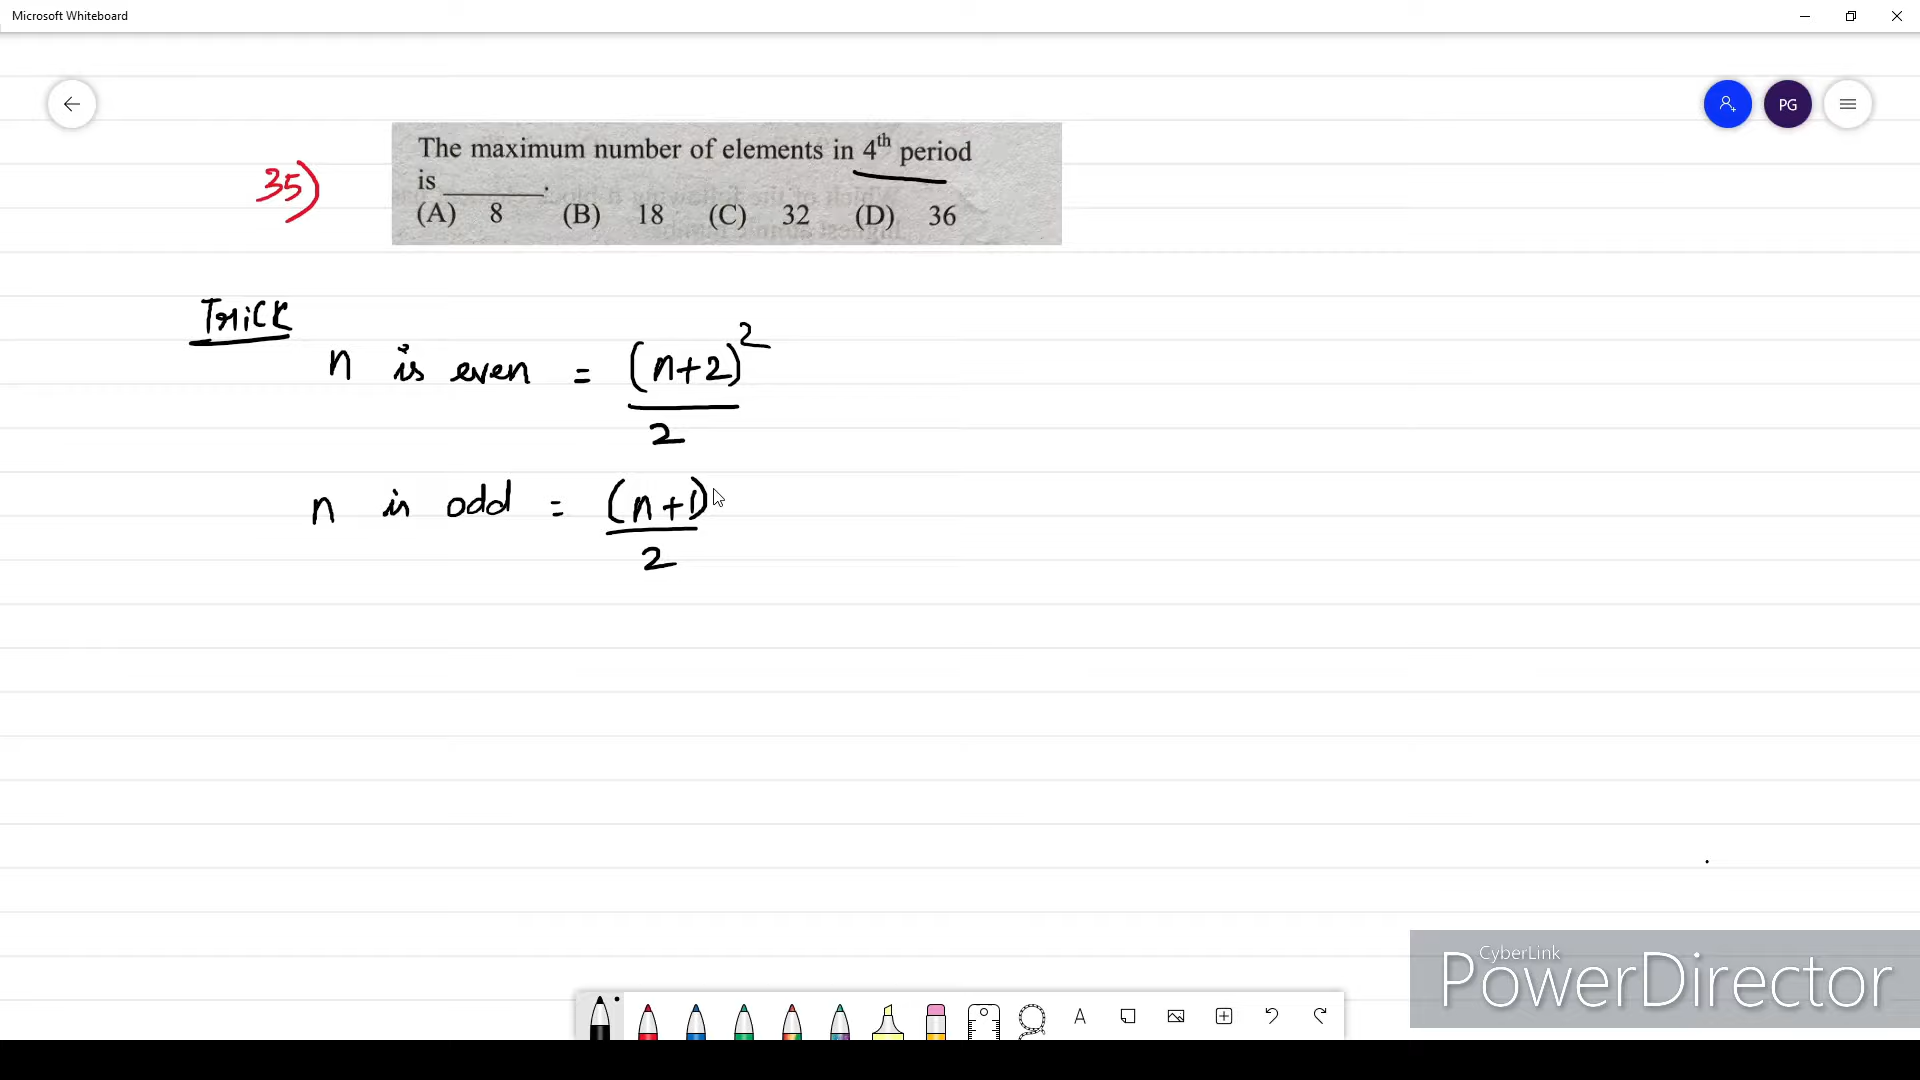 Microsoft Whiteboard
PG
35)
The maximum number of elements in 4th period
is ________.
(A) 8 (B) 18 (C) 32 (D) 36
TRICK
n is even = (n+2)²
2
n is odd = (n+1)
2
A
CyberLink
PowerDirector